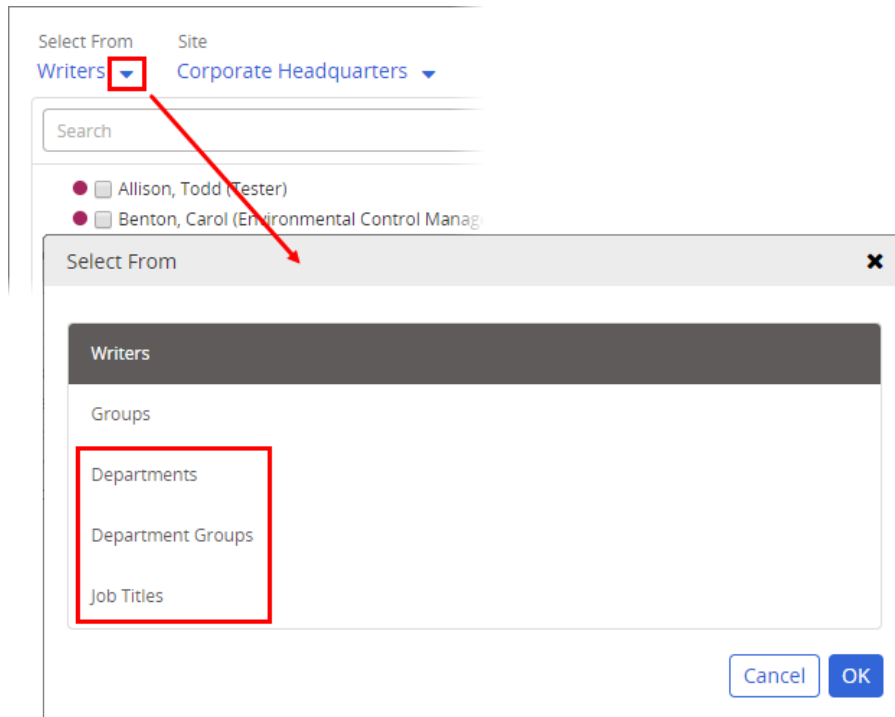 Select From Site
Writers Corporate Headquarters
Search
Allison, Todd (Tester)
Benton, Carol (Environmental Control Manag
Select From
Writers
Groups
Departments
Department Groups
Job Titles
Cancel OK